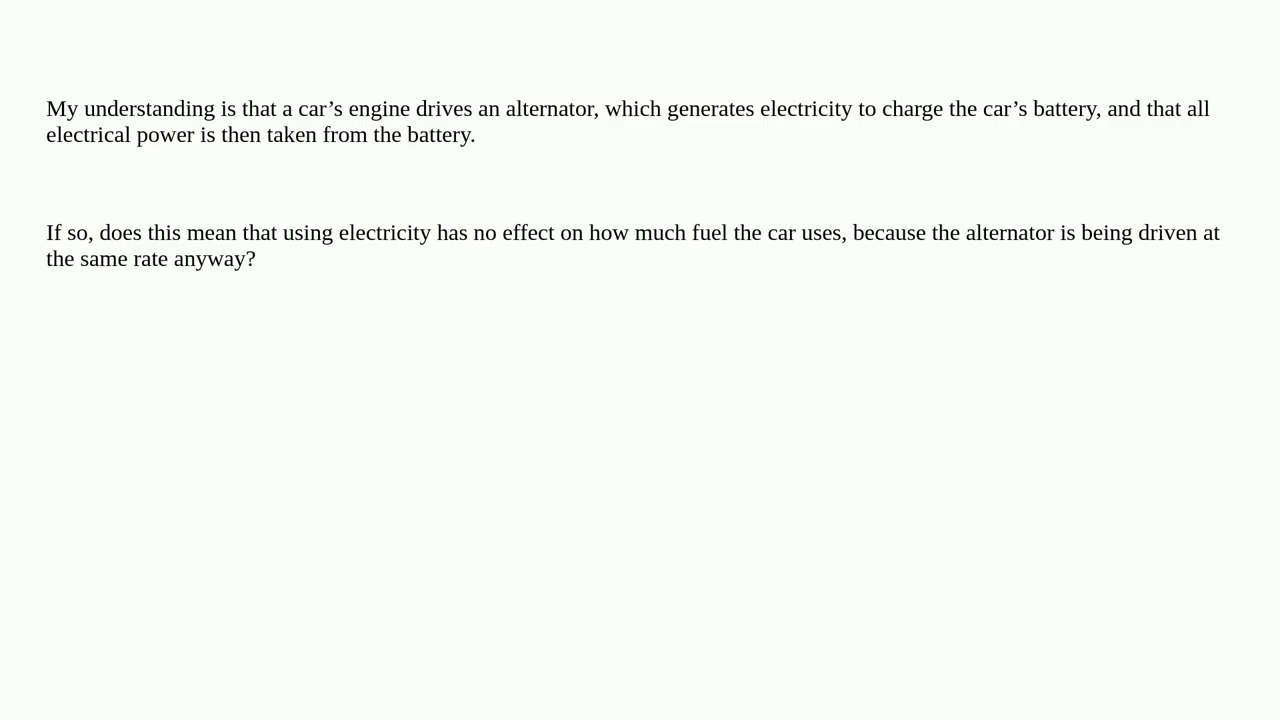 My understanding is that a car’s engine drives an alternator, which generates electricity to charge the car’s battery, and that all
electrical power is then taken from the battery.
If so, does this mean that using electricity has no effect on how much fuel the car uses, because the alternator is being driven at
the same rate anyway?